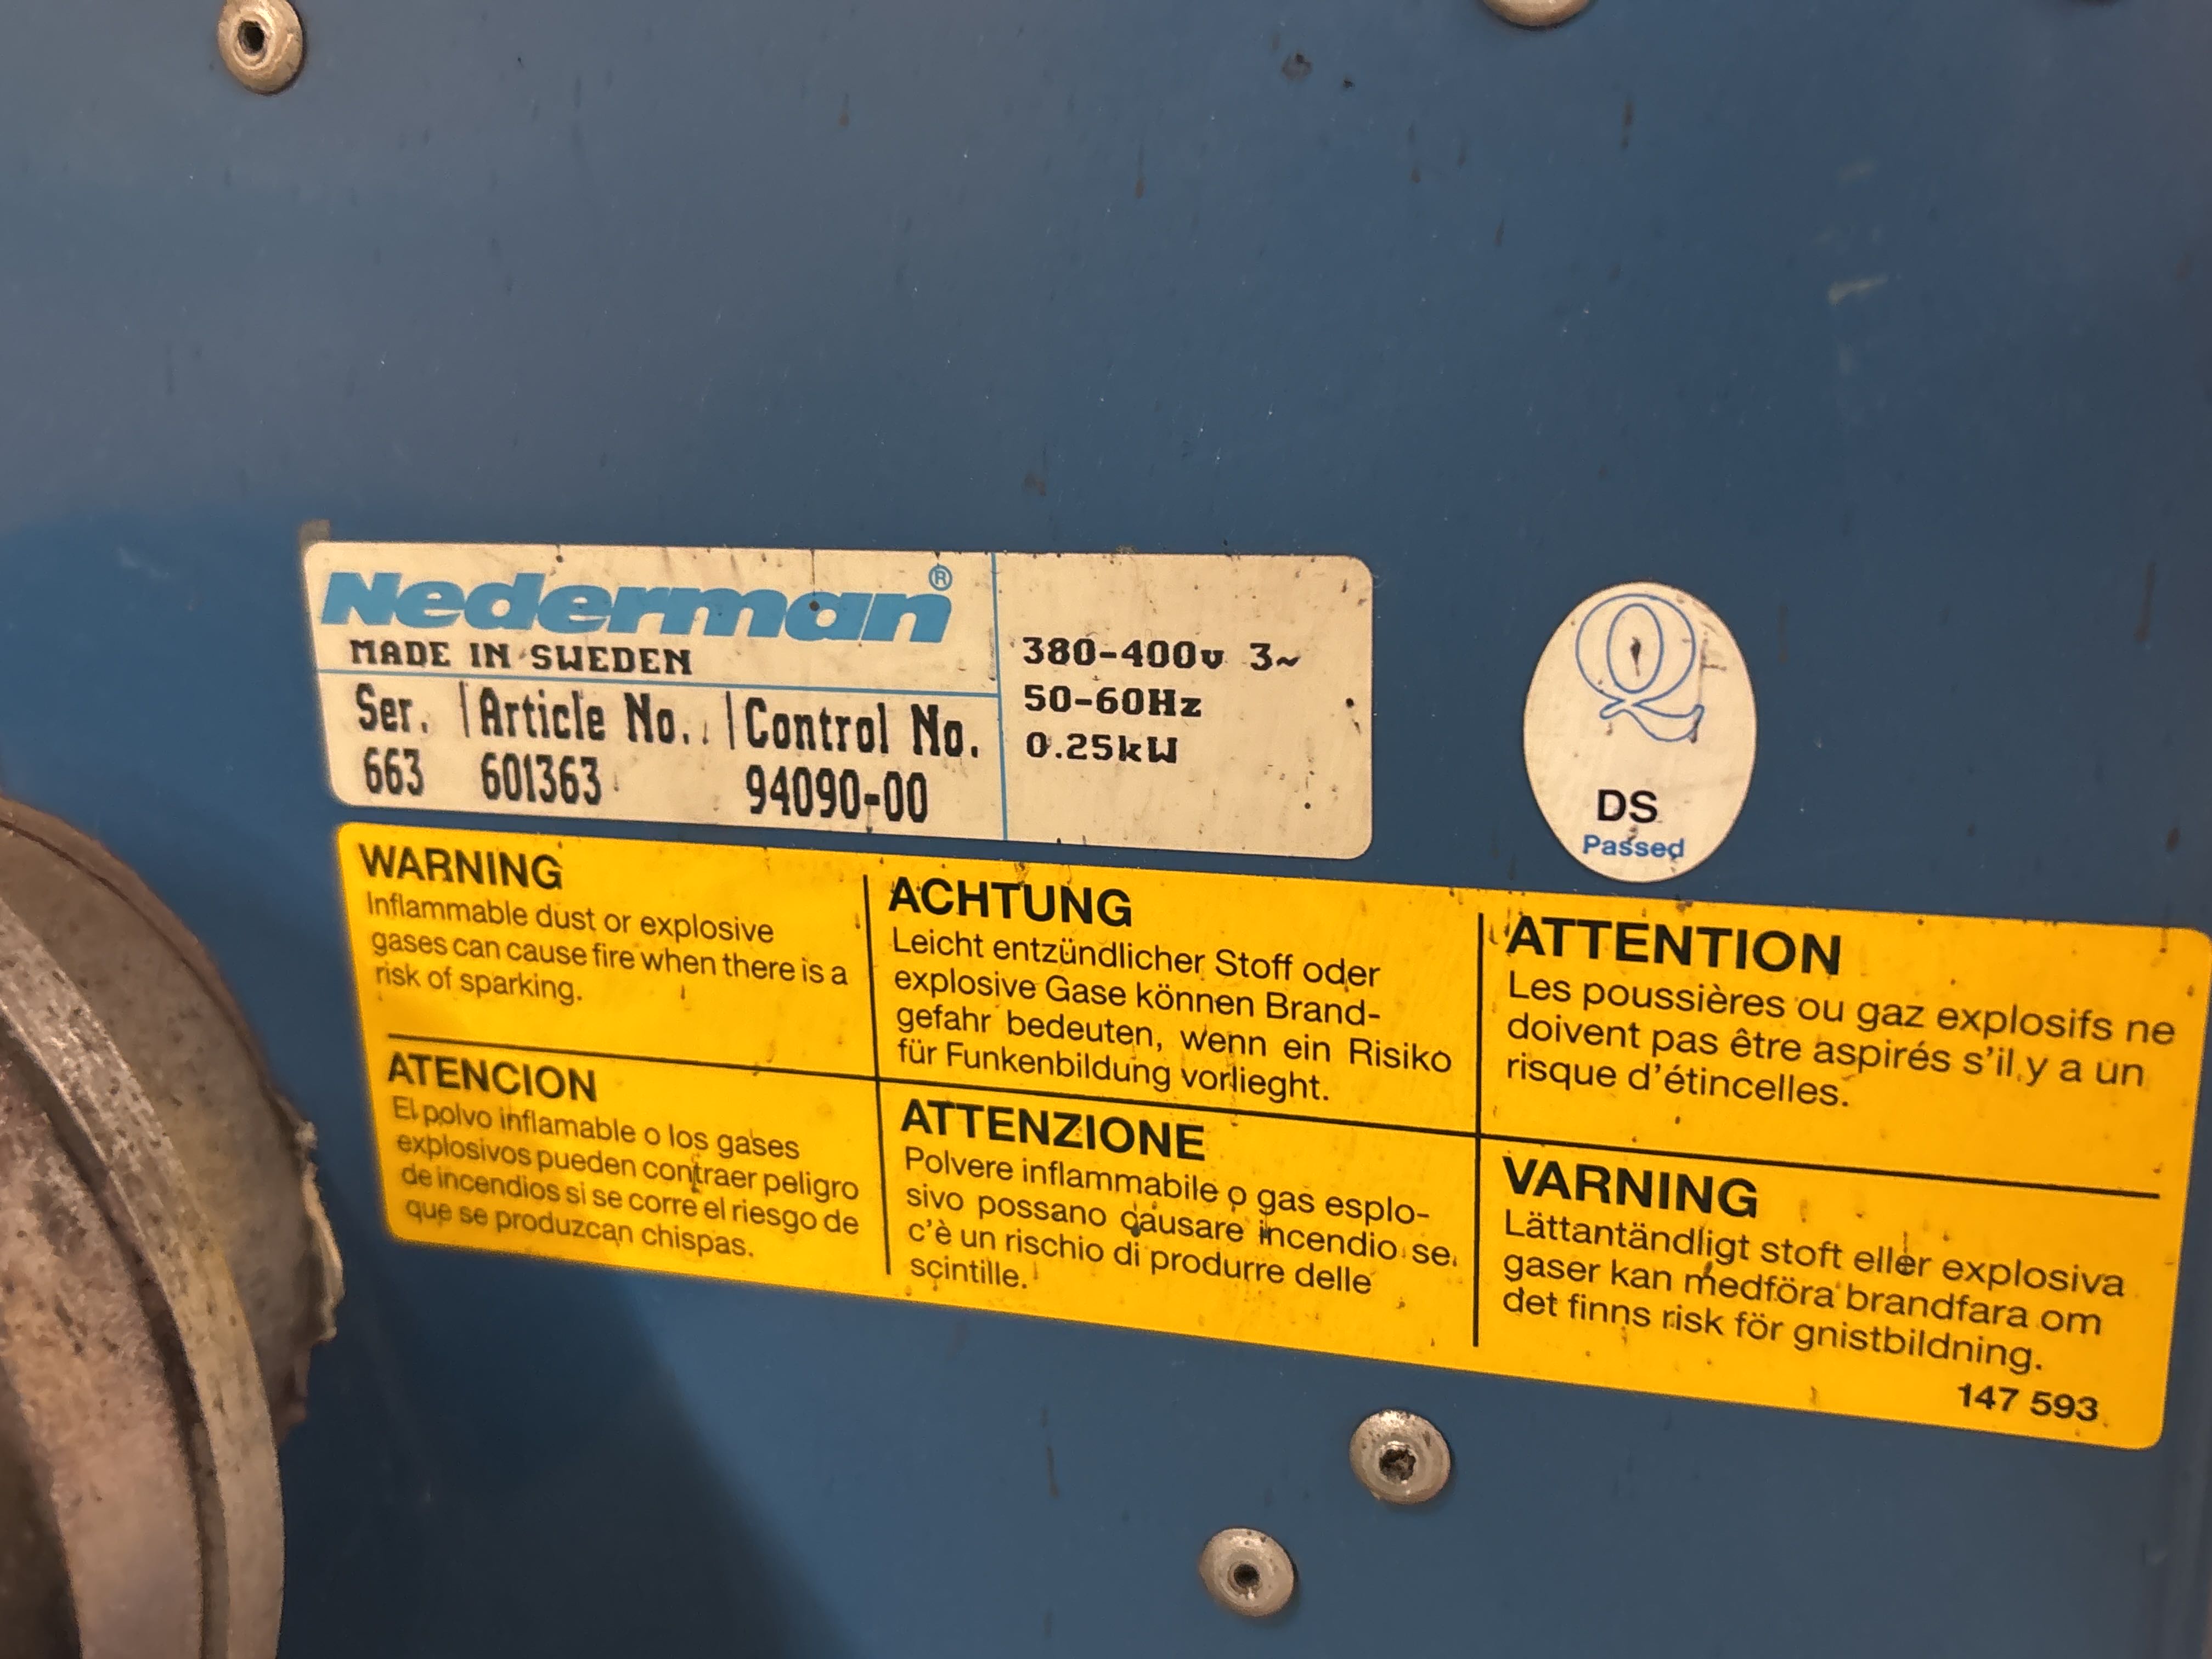 Nederman®
MADE IN SWEDEN
Ser. Article No. Control No.
663 601363 94090-00
380-400v 3~
50-60Hz
0.25kW
Q
DS
Passed
WARNING
Inflammable dust or explosive
gases can cause fire when there is a
risk of sparking.
ACHTUNG
Leicht entzündlicher Stoff oder
explosive Gase können Brand-
gefahr bedeuten, wenn ein Risiko
für Funkenbildung vorlieght.
ATTENTION
Les poussières ou gaz explosifs ne
doivent pas être aspirés s'il y a un
risque d'étincelles.
ATENCION
El polvo inflamable o los gases
explosivos pueden contraer peligro
de incendios si se corre el riesgo de
que se produzcan chispas.
ATTENZIONE
Polvere inflammabile o gas esplo-
sivo possano causare incendio se
c'è un rischio di produrre delle
scintille.
VARNING
Lättantändligt stoft eller explosiva
gaser kan medföra brandfara om
det finns risk för gnistbildning.
147 593